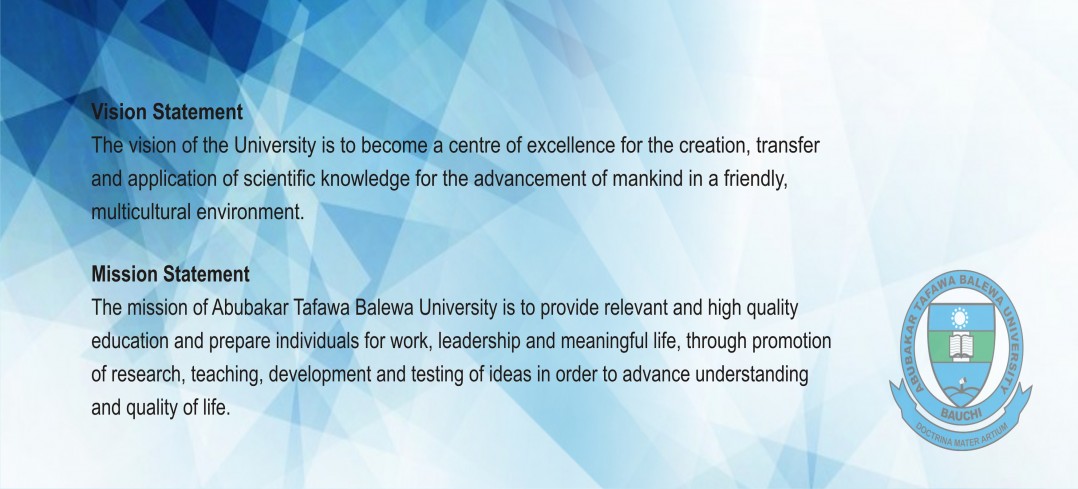 Vision Statement
The vision of the University is to become a centre of excellence for the creation, transfer
and application of scientific knowledge for the advancement of mankind in a friendly,
multicultural environment.
Mission Statement
The mission of Abubakar Tafawa Balewa University is to provide relevant and high quality
education and prepare individuals for work, leadership and meaningful life, through promotion
of research, teaching, development and testing of ideas in order to advance understanding
and quality of life.
ABUBAKAR TAFAWA BALEWA UNIVERSITY
BAUCHI
DOCTRINA MATER ARTIUM